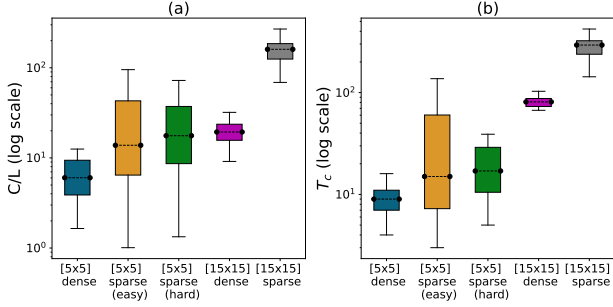 (a)
C/L (log scale)
10²
10¹
10⁰
[5x5] dense
[5x5] sparse (easy)
[5x5] sparse (hard)
[15x15] dense
[15x15] sparse
(b)
T_c (log scale)
10²
10¹
[5x5] dense
[5x5] sparse (easy)
[5x5] sparse (hard)
[15x15] dense
[15x15] sparse